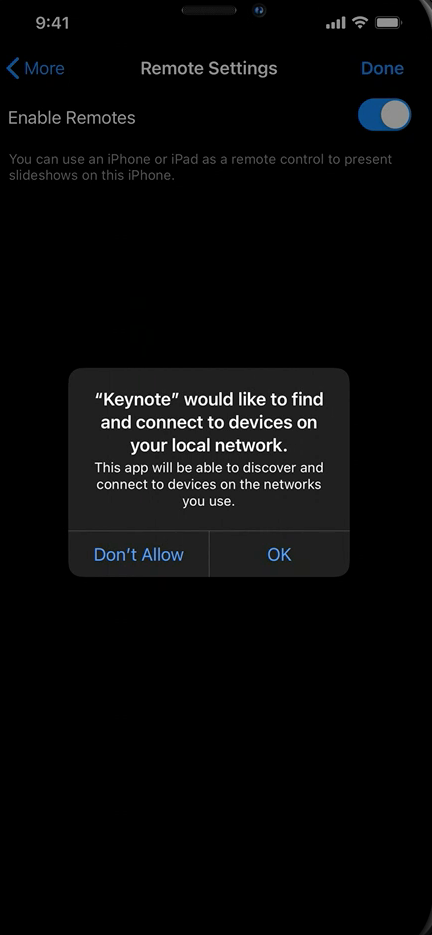 9:41
More
Remote Settings
Done
Enable Remotes
You can use an iPhone or iPad as a remote control to present
slideshows on this iPhone.
“Keynote” would like to find
and connect to devices on
your local network.
This app will be able to discover and
connect to devices on the networks
you use.
Don’t Allow
OK